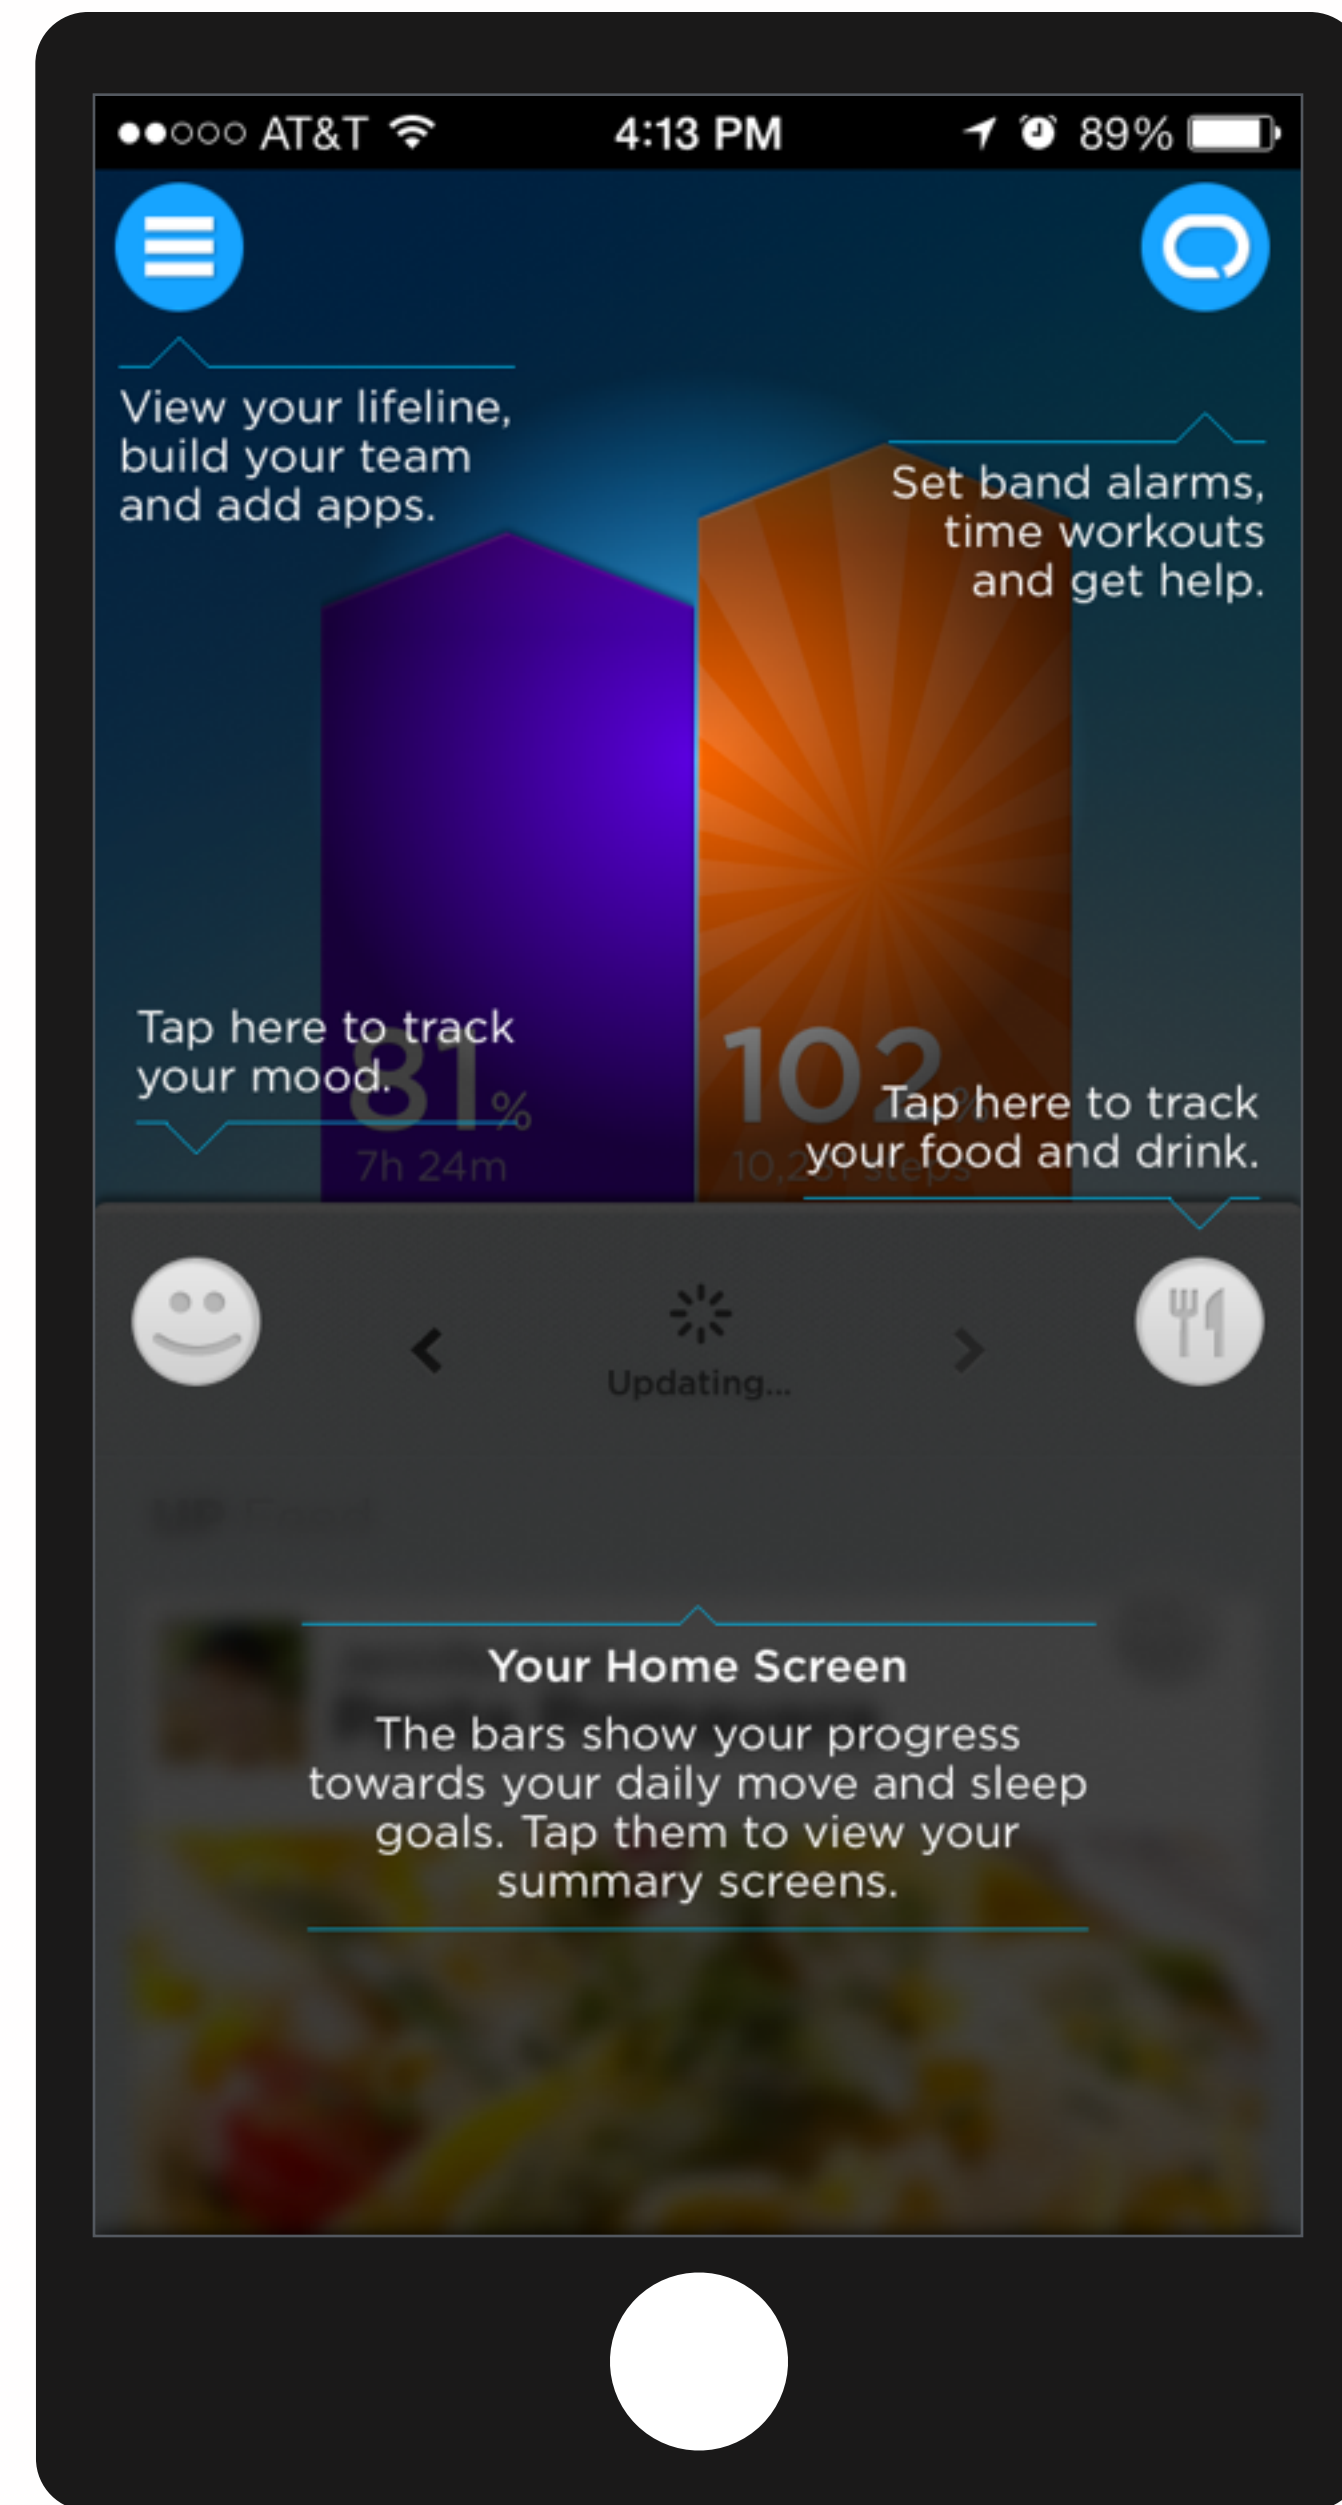 AT&T 4:13 PM 89%
View your lifeline,
build your team
and add apps.
Set band alarms,
time workouts
and get help.
Tap here to track
your mood.
81%
7h 24m
102%
Tap here to track
your food and drink.
steps
Updating...
Your Home Screen
The bars show your progress
towards your daily move and sleep
goals. Tap them to view your
summary screens.